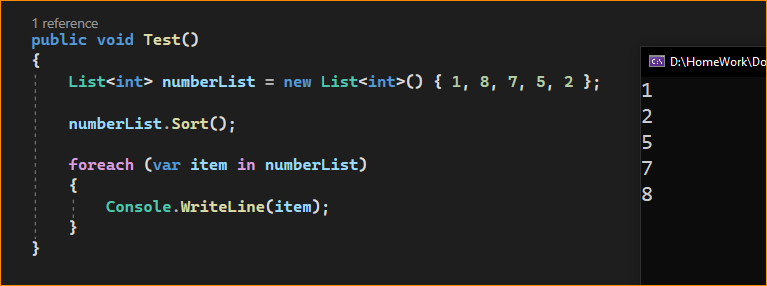 1 reference
public void Test()
{
List<int> numberList = new List<int>() { 1, 8, 7, 5, 2 };
numberList.Sort();
foreach (var item in numberList)
{
Console.WriteLine(item);
}
}
D:\HomeWork\Do
1
2
5
7
8